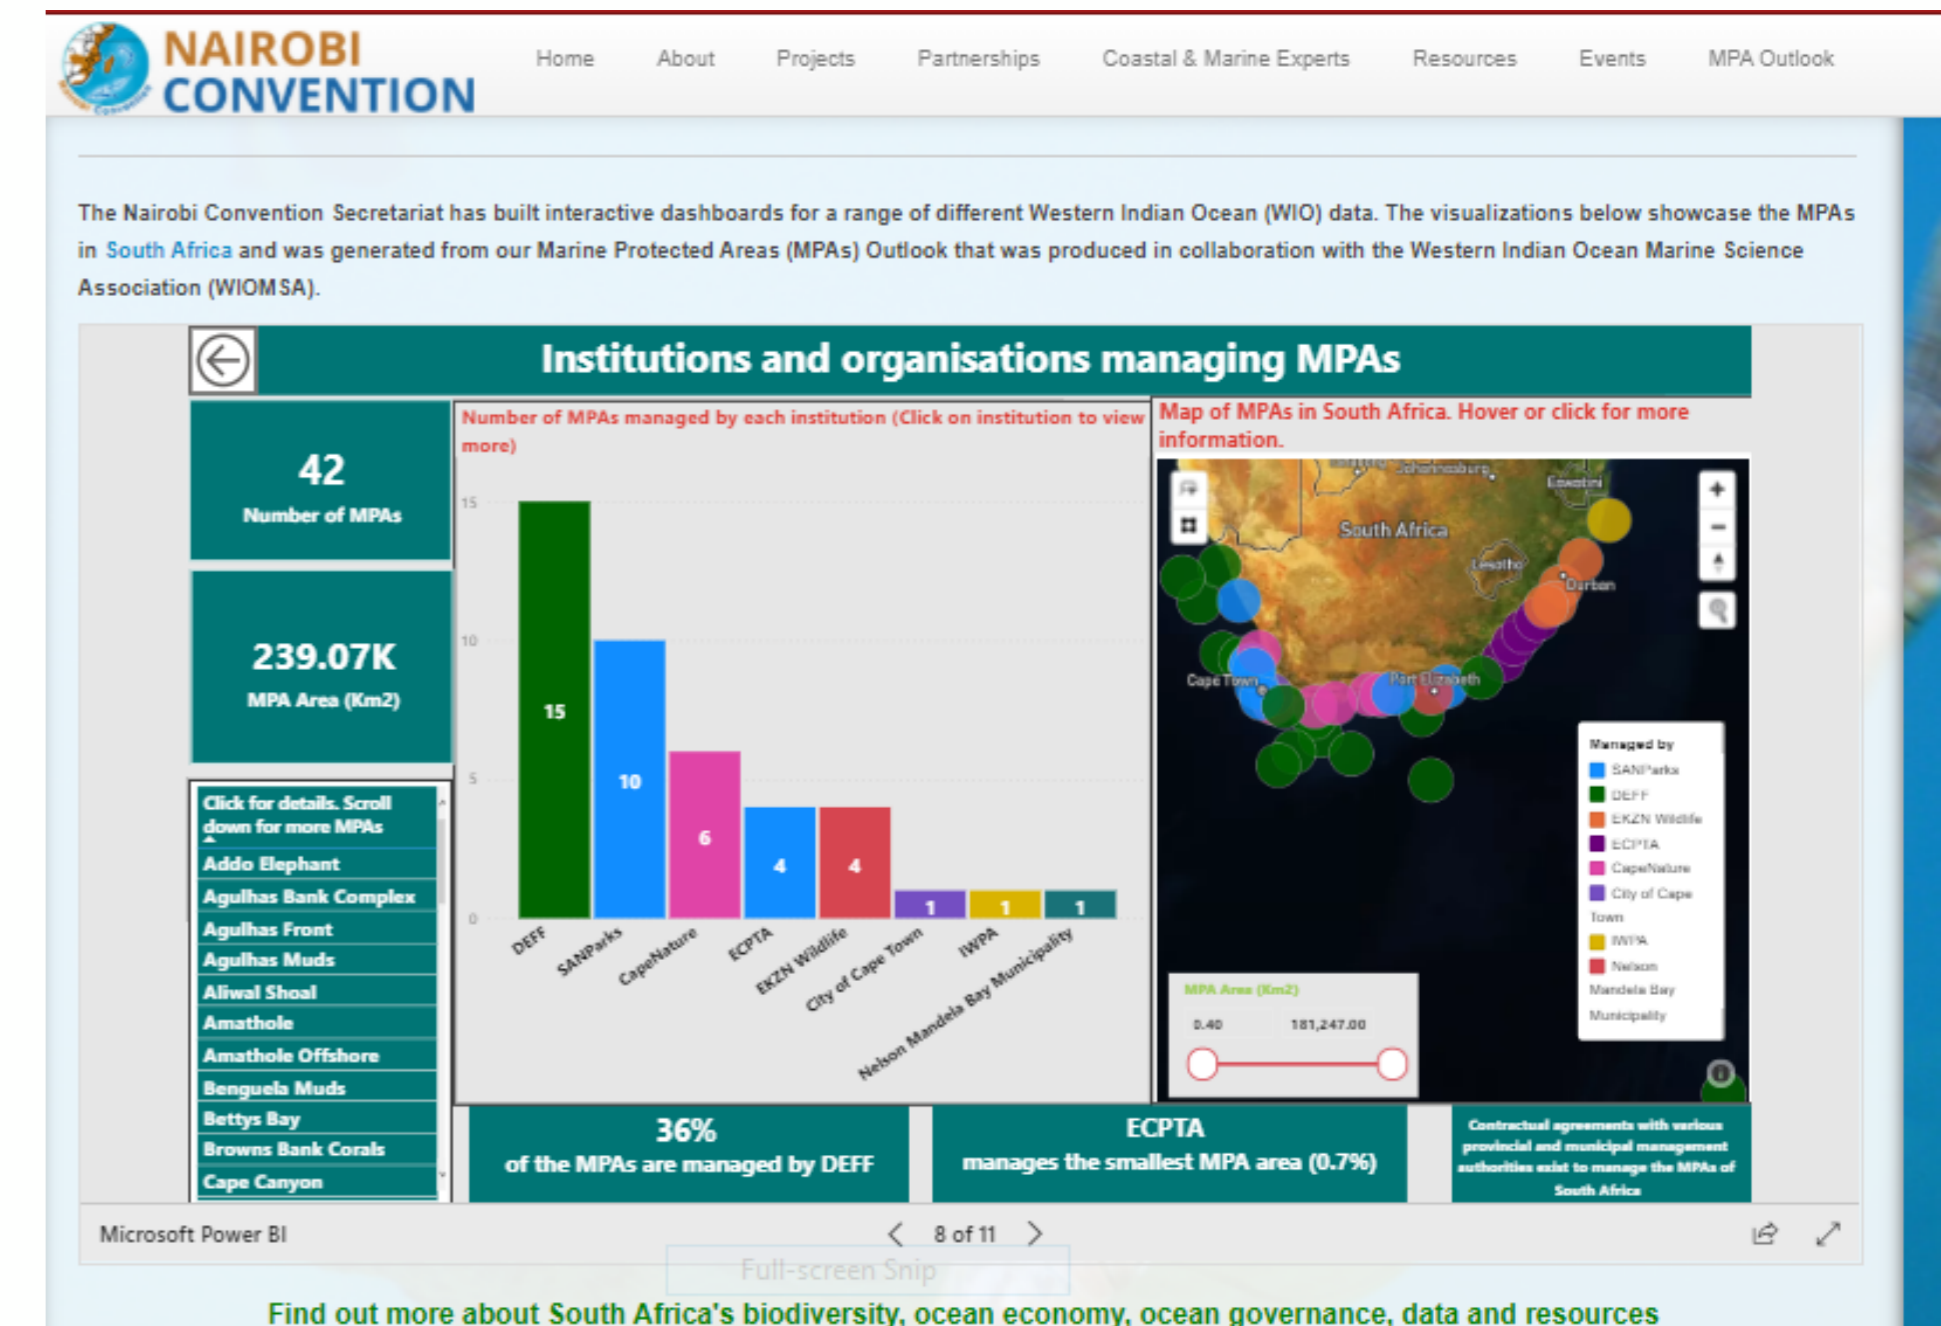 NAIROBI
CONVENTION
Home About Projects Partnerships Coastal & Marine Experts Resources Events MPA Outlook
The Nairobi Convention Secretariat has built interactive dashboards for a range of different Western Indian Ocean (WIO) data. The visualizations below showcase the MPAs
in South Africa and was generated from our Marine Protected Areas (MPAs) Outlook that was produced in collaboration with the Western Indian Ocean Marine Science
Association (WIOMSA).
Institutions and organisations managing MPAs
42
Number of MPAs
239.07K
MPA Area (Km2)
Click for details. Scroll
down for more MPAs
Addo Elephant
Agulhas Bank Complex
Agulhas Front
Agulhas Muds
Aliwal Shoal
Amathole
Amathole Offshore
Benguela Muds
Bettys Bay
Browns Bank Corals
Cape Canyon
Number of MPAs managed by each institution (Click on institution to view
more)
15
10
5
0
15
10
6
4
4
1
1
1
DEFF
SANParks
CapeNature
ECPTA
EKZN Wildlife
City of Cape Town
IWPA
Nelson Mandela Bay Municipality
Map of MPAs in South Africa. Hover or click for more
information.
Johannesburg
Eswatini
South Africa
Lesotho
Durban
Cape Town
Port Elizabeth
Managed by
SANParks
DEFF
EKZN Wildlife
ECPTA
CapeNature
City of Cape
Town
IWPA
Nelson
Mandela Bay
Municipality
MPA Area (Km2)
0.40 181,247.00
36%
of the MPAs are managed by DEFF
ECPTA
manages the smallest MPA area (0.7%)
Contractual agreements with various
provincial and municipal management
authorities exist to manage the MPAs of
South Africa
Microsoft Power BI
8 of 11
Full-screen Snip
Find out more about South Africa's biodiversity, ocean economy, ocean governance, data and resources